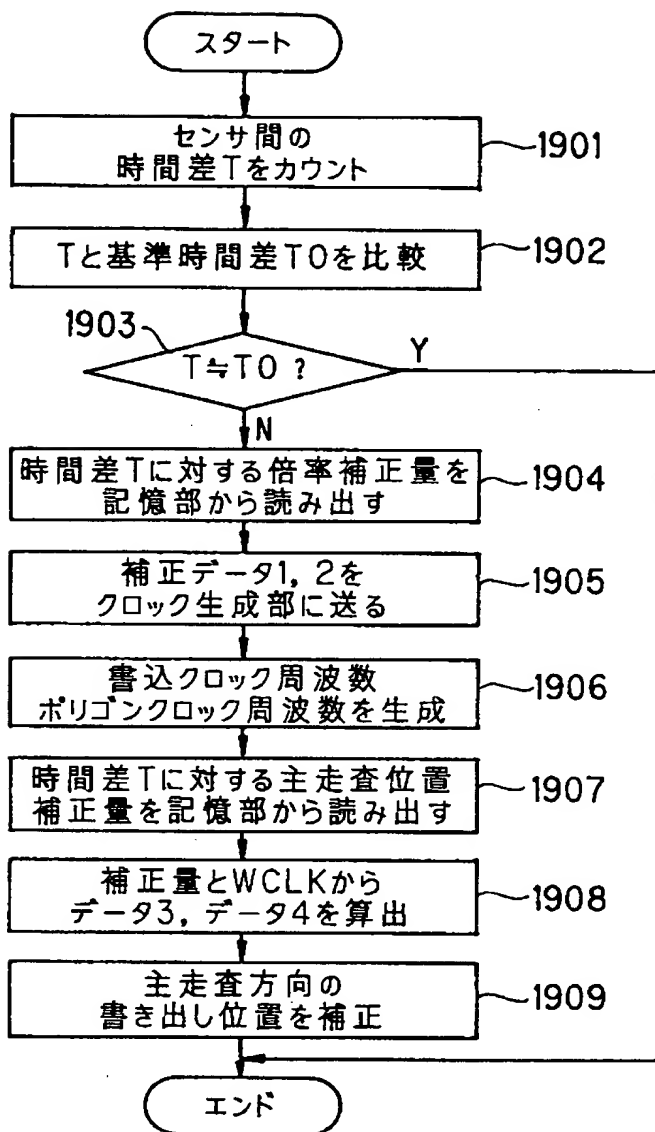 スタート
センサ間の
時間差Tをカウント
1901
Tと基準時間差T0を比較
1902
1903
T≒T0 ?
Y
N
時間差Tに対する倍率補正量を
記憶部から読み出す
1904
補正データ1, 2を
クロック生成部に送る
1905
書込クロック周波数
ポリゴンクロック周波数を生成
1906
時間差Tに対する主走査位置
補正量を記憶部から読み出す
1907
補正量とWCLKから
データ3, データ4を算出
1908
主走査方向の
書き出し位置を補正
1909
エンド